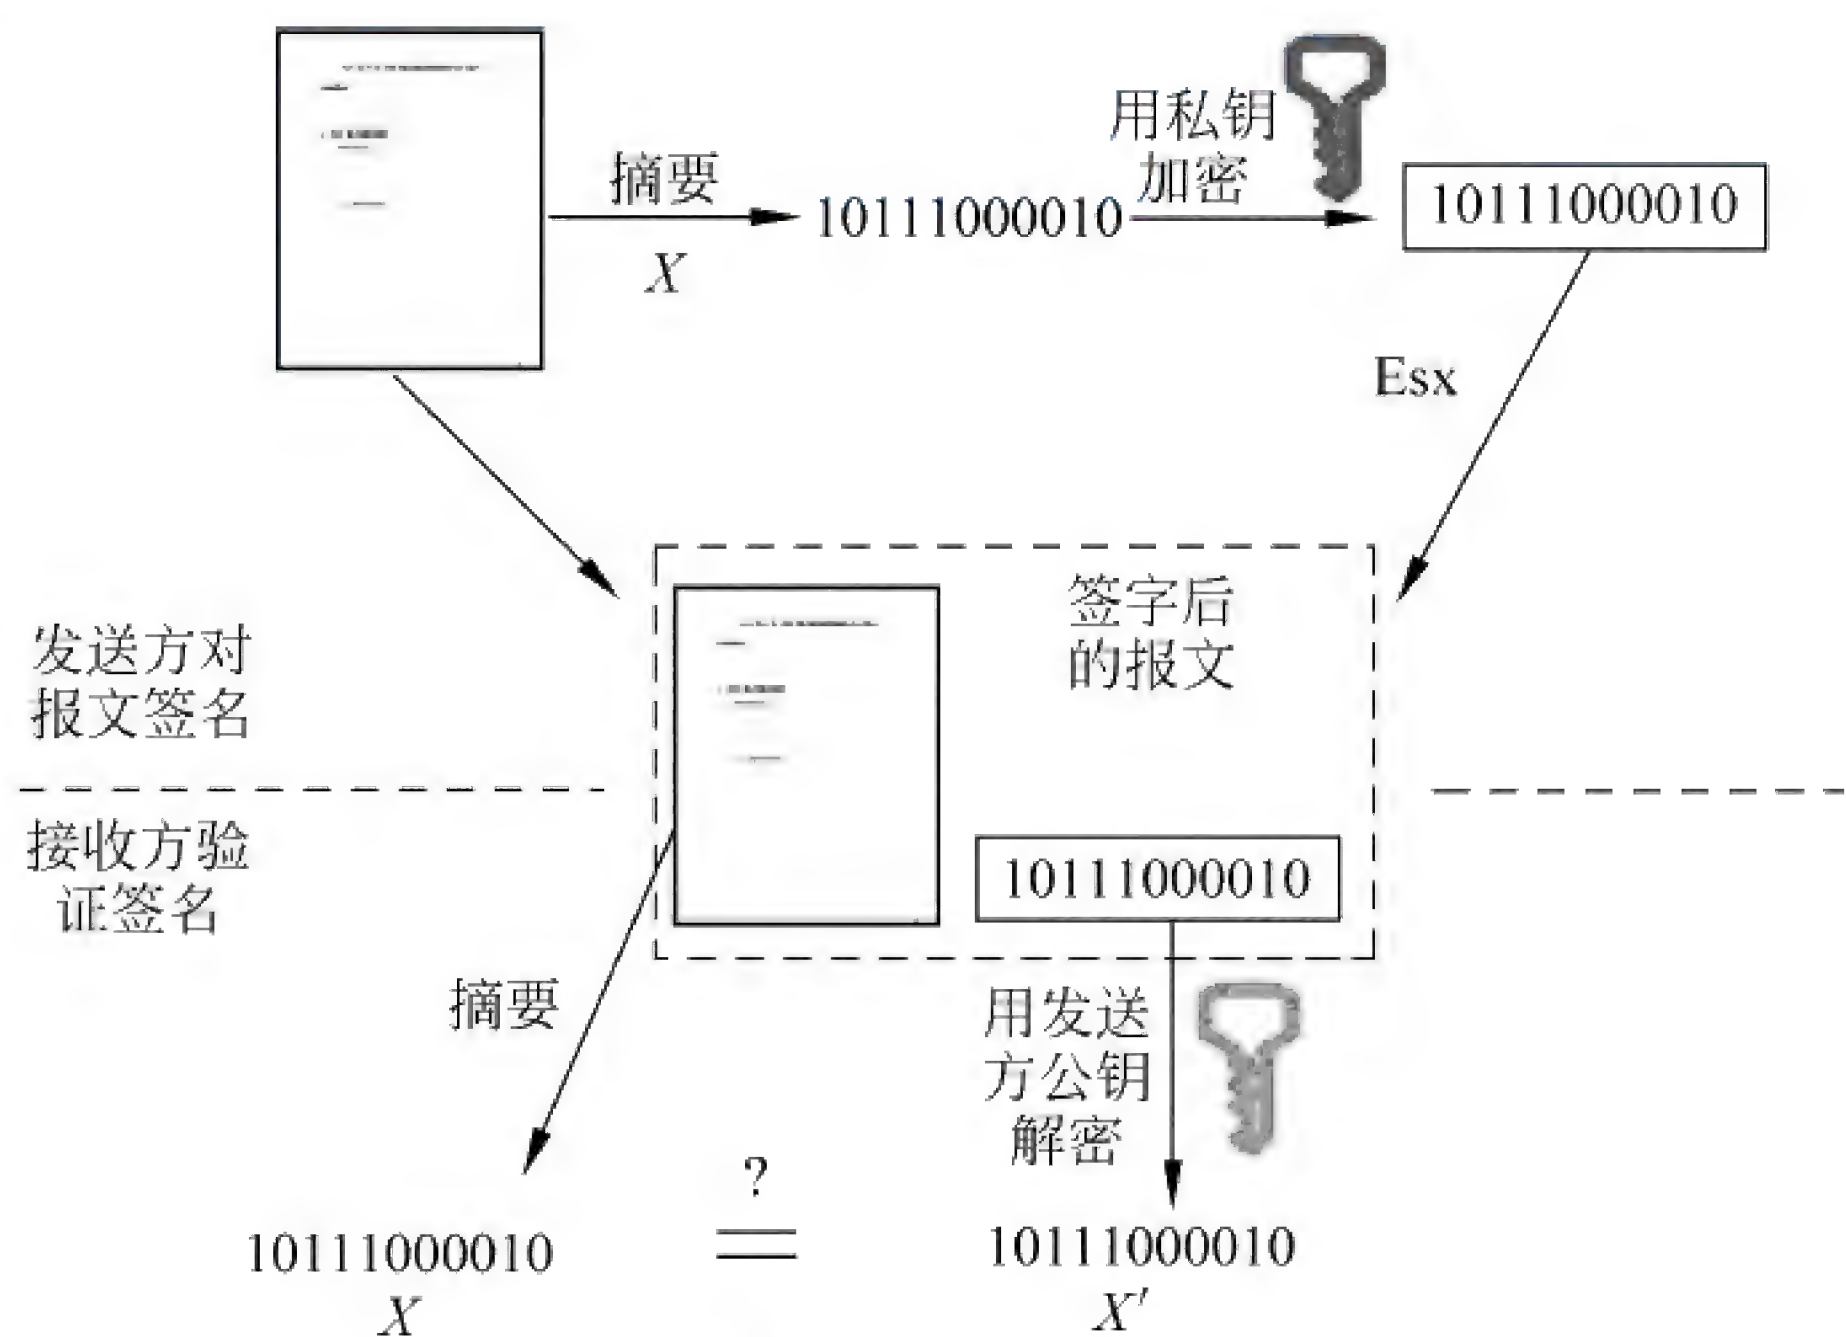 用私钥
加密
摘要
X
10111000010
10111000010
Esx
签字后
的报文
发送方对
报文签名
接收方验
证签名
10111000010
摘要
用发送
方公钥
解密
?
=
10111000010
X
10111000010
X′